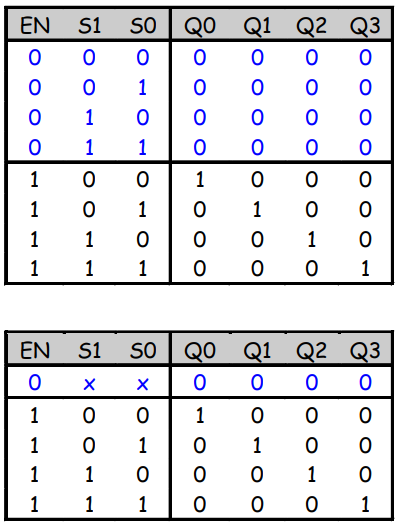 EN S1 S0 Q0 Q1 Q2 Q3
0 0 0 0 0 0 0
0 0 1 0 0 0 0
0 1 0 0 0 0 0
0 1 1 0 0 0 0
1 0 0 1 0 0 0
1 0 1 0 1 0 0
1 1 0 0 0 1 0
1 1 1 0 0 0 1
EN S1 S0 Q0 Q1 Q2 Q3
0 x x 0 0 0 0
1 0 0 1 0 0 0
1 0 1 0 1 0 0
1 1 0 0 0 1 0
1 1 1 0 0 0 1